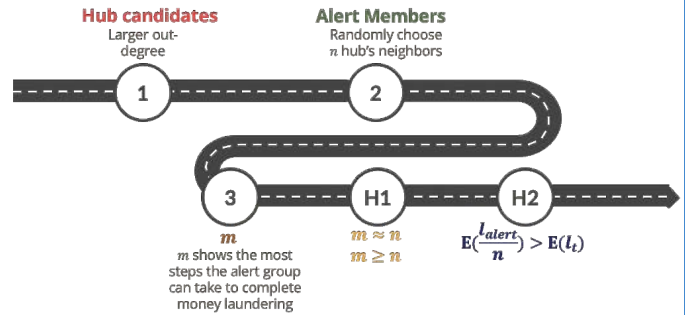 Hub candidates
Larger out-
degree
Alert Members
Randomly choose
n hub's neighbors
1
2
3
m
m shows the most
steps the alert group
can take to complete
money laundering
H1
m ≈ n
m ≥ n
H2
E(l_alert/n) > E(l_t)